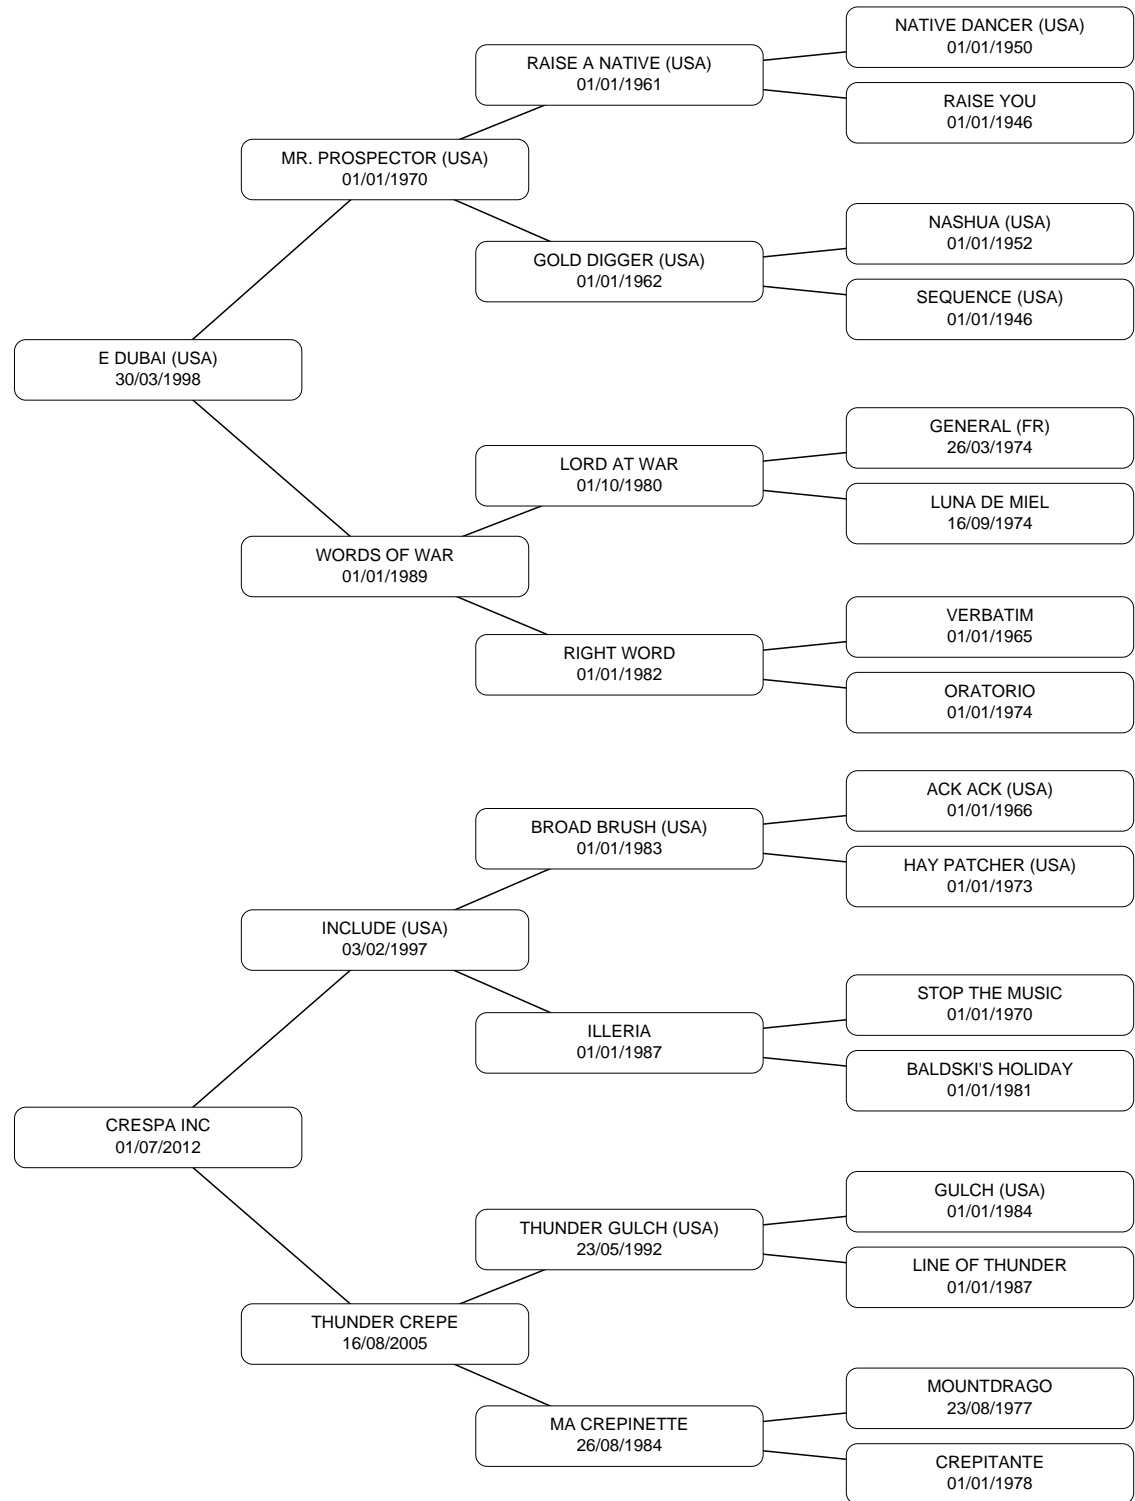 NATIVE DANCER (USA)
01/01/1950
RAISE A NATIVE (USA)
01/01/1961
RAISE YOU
01/01/1946
MR. PROSPECTOR (USA)
01/01/1970
NASHUA (USA)
01/01/1952
GOLD DIGGER (USA)
01/01/1962
SEQUENCE (USA)
01/01/1946
E DUBAI (USA)
30/03/1998
GENERAL (FR)
26/03/1974
LORD AT WAR
01/10/1980
LUNA DE MIEL
16/09/1974
WORDS OF WAR
01/01/1989
VERBATIM
01/01/1965
RIGHT WORD
01/01/1982
ORATORIO
01/01/1974
ACK ACK (USA)
01/01/1966
BROAD BRUSH (USA)
01/01/1983
HAY PATCHER (USA)
01/01/1973
INCLUDE (USA)
03/02/1997
STOP THE MUSIC
01/01/1970
ILLERIA
01/01/1987
BALDSKI'S HOLIDAY
01/01/1981
CRESPA INC
01/07/2012
GULCH (USA)
01/01/1984
THUNDER GULCH (USA)
23/05/1992
LINE OF THUNDER
01/01/1987
THUNDER CREPE
16/08/2005
MOUNTDRAGO
23/08/1977
MA CREPINETTE
26/08/1984
CREPITANTE
01/01/1978